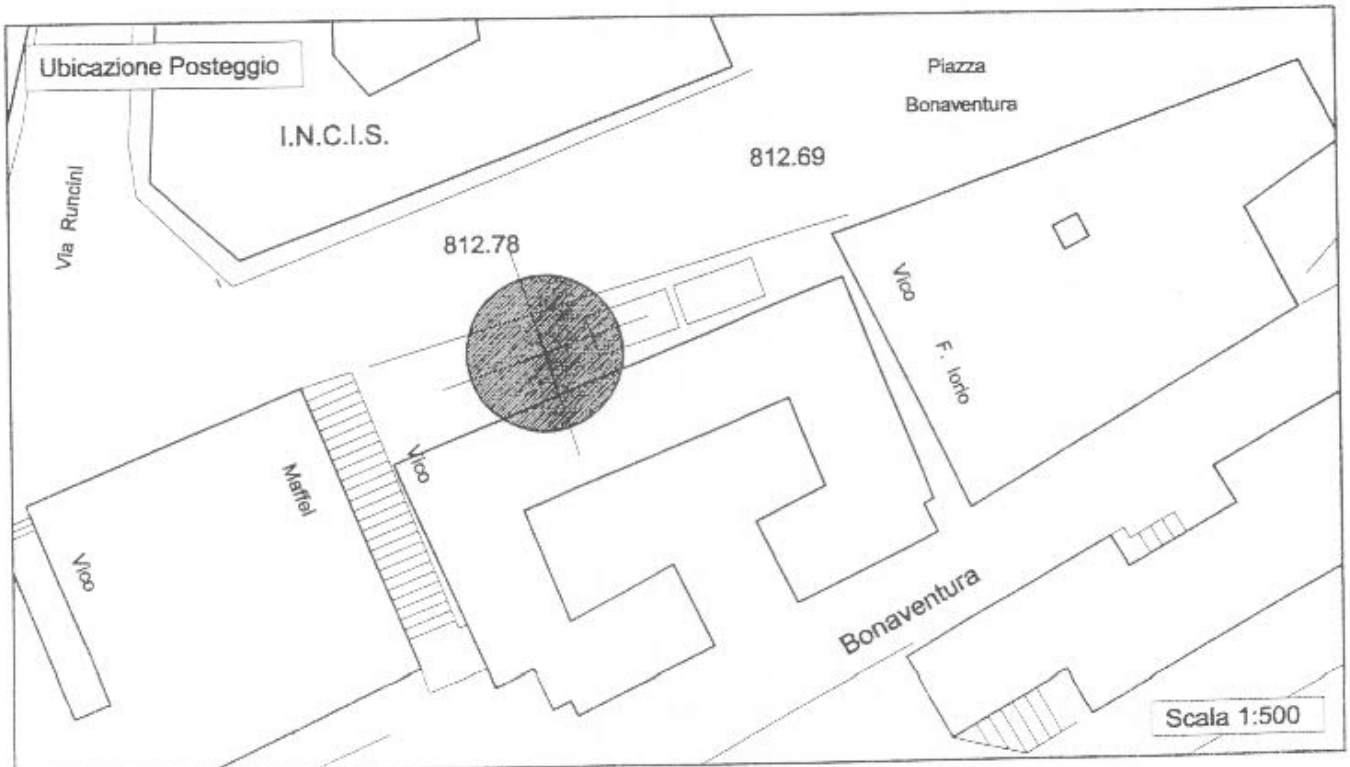 Ubicazione Posteggio
I.N.C.I.S.
Piazza
Bonaventura
812.69
Via Runcini
812.78
Vico
F. Iorio
Maffei
Vico
Vico
Bonaventura
Scala 1:500